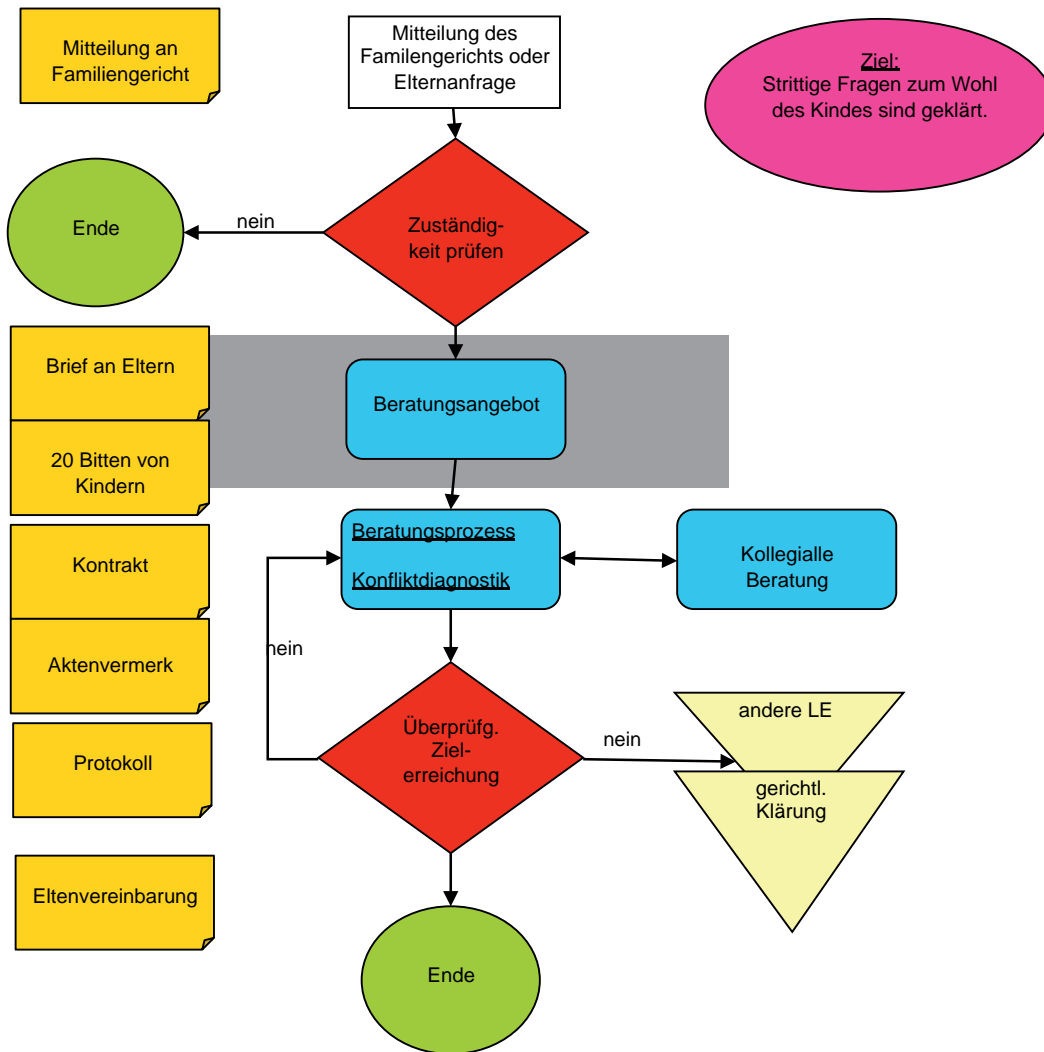 Mitteilung an
Familiengericht
Mitteilung des
Familengerichts oder
Elternanfrage
Ziel:
Strittige Fragen zum Wohl
des Kindes sind geklärt.
Ende
nein
Zuständig-
keit prüfen
Brief an Eltern
Beratungsangebot
20 Bitten von
Kindern
Kontrakt
Beratungsprozess
Konfliktdiagnostik
Kollegialle
Beratung
nein
Aktenvermerk
Überprüfg.
Ziel-
erreichung
nein
andere LE
gerichtl.
Klärung
Protokoll
Eltenvereinbarung
Ende